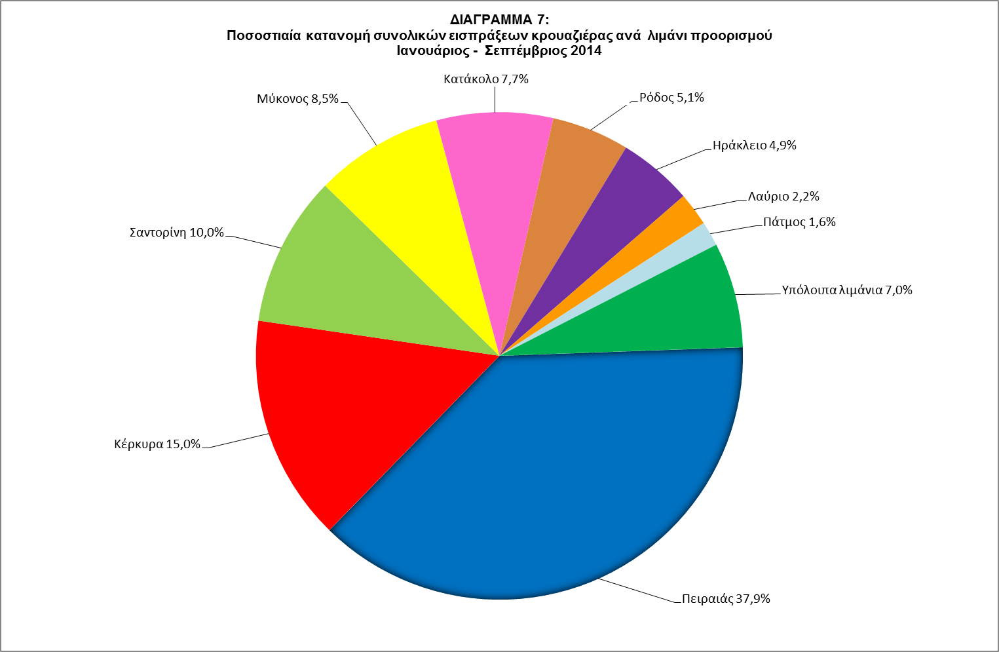 ΔΙΑΓΡΑΜΜΑ 7:
Ποσοστιαία κατανομή συνολικών εισπράξεων κρουαζιέρας ανά  λιμάνι προορισμού
Ιανουάριος -  Σεπτέμβριος 2014
Κατάκολο 7,7%
Μύκονος 8,5%
Ρόδος 5,1%
Ηράκλειο 4,9%
Λαύριο 2,2%
Πάτμος 1,6%
Σαντορίνη 10,0%
Υπόλοιπα λιμάνια 7,0%
Κέρκυρα 15,0%
Πειραιάς 37,9%